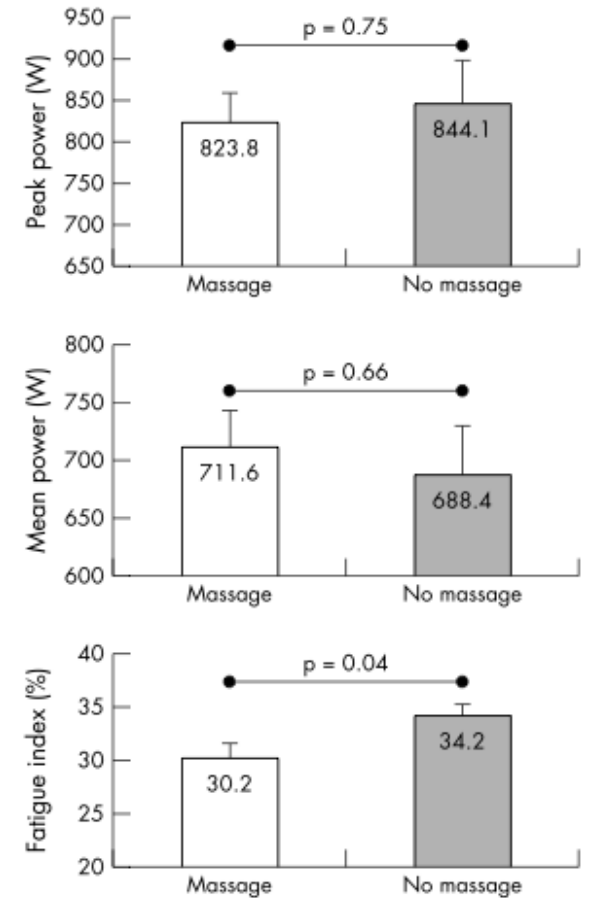 950
p = 0.75
900
850
844.1
823.8
800
750
700
650
Peak power (W)
Massage No massage
800
p = 0.66
750
711.6
700
688.4
650
600
Mean power (W)
Massage No massage
40
p = 0.04
35
34.2
30
30.2
25
20
Fatigue index (%)
Massage No massage